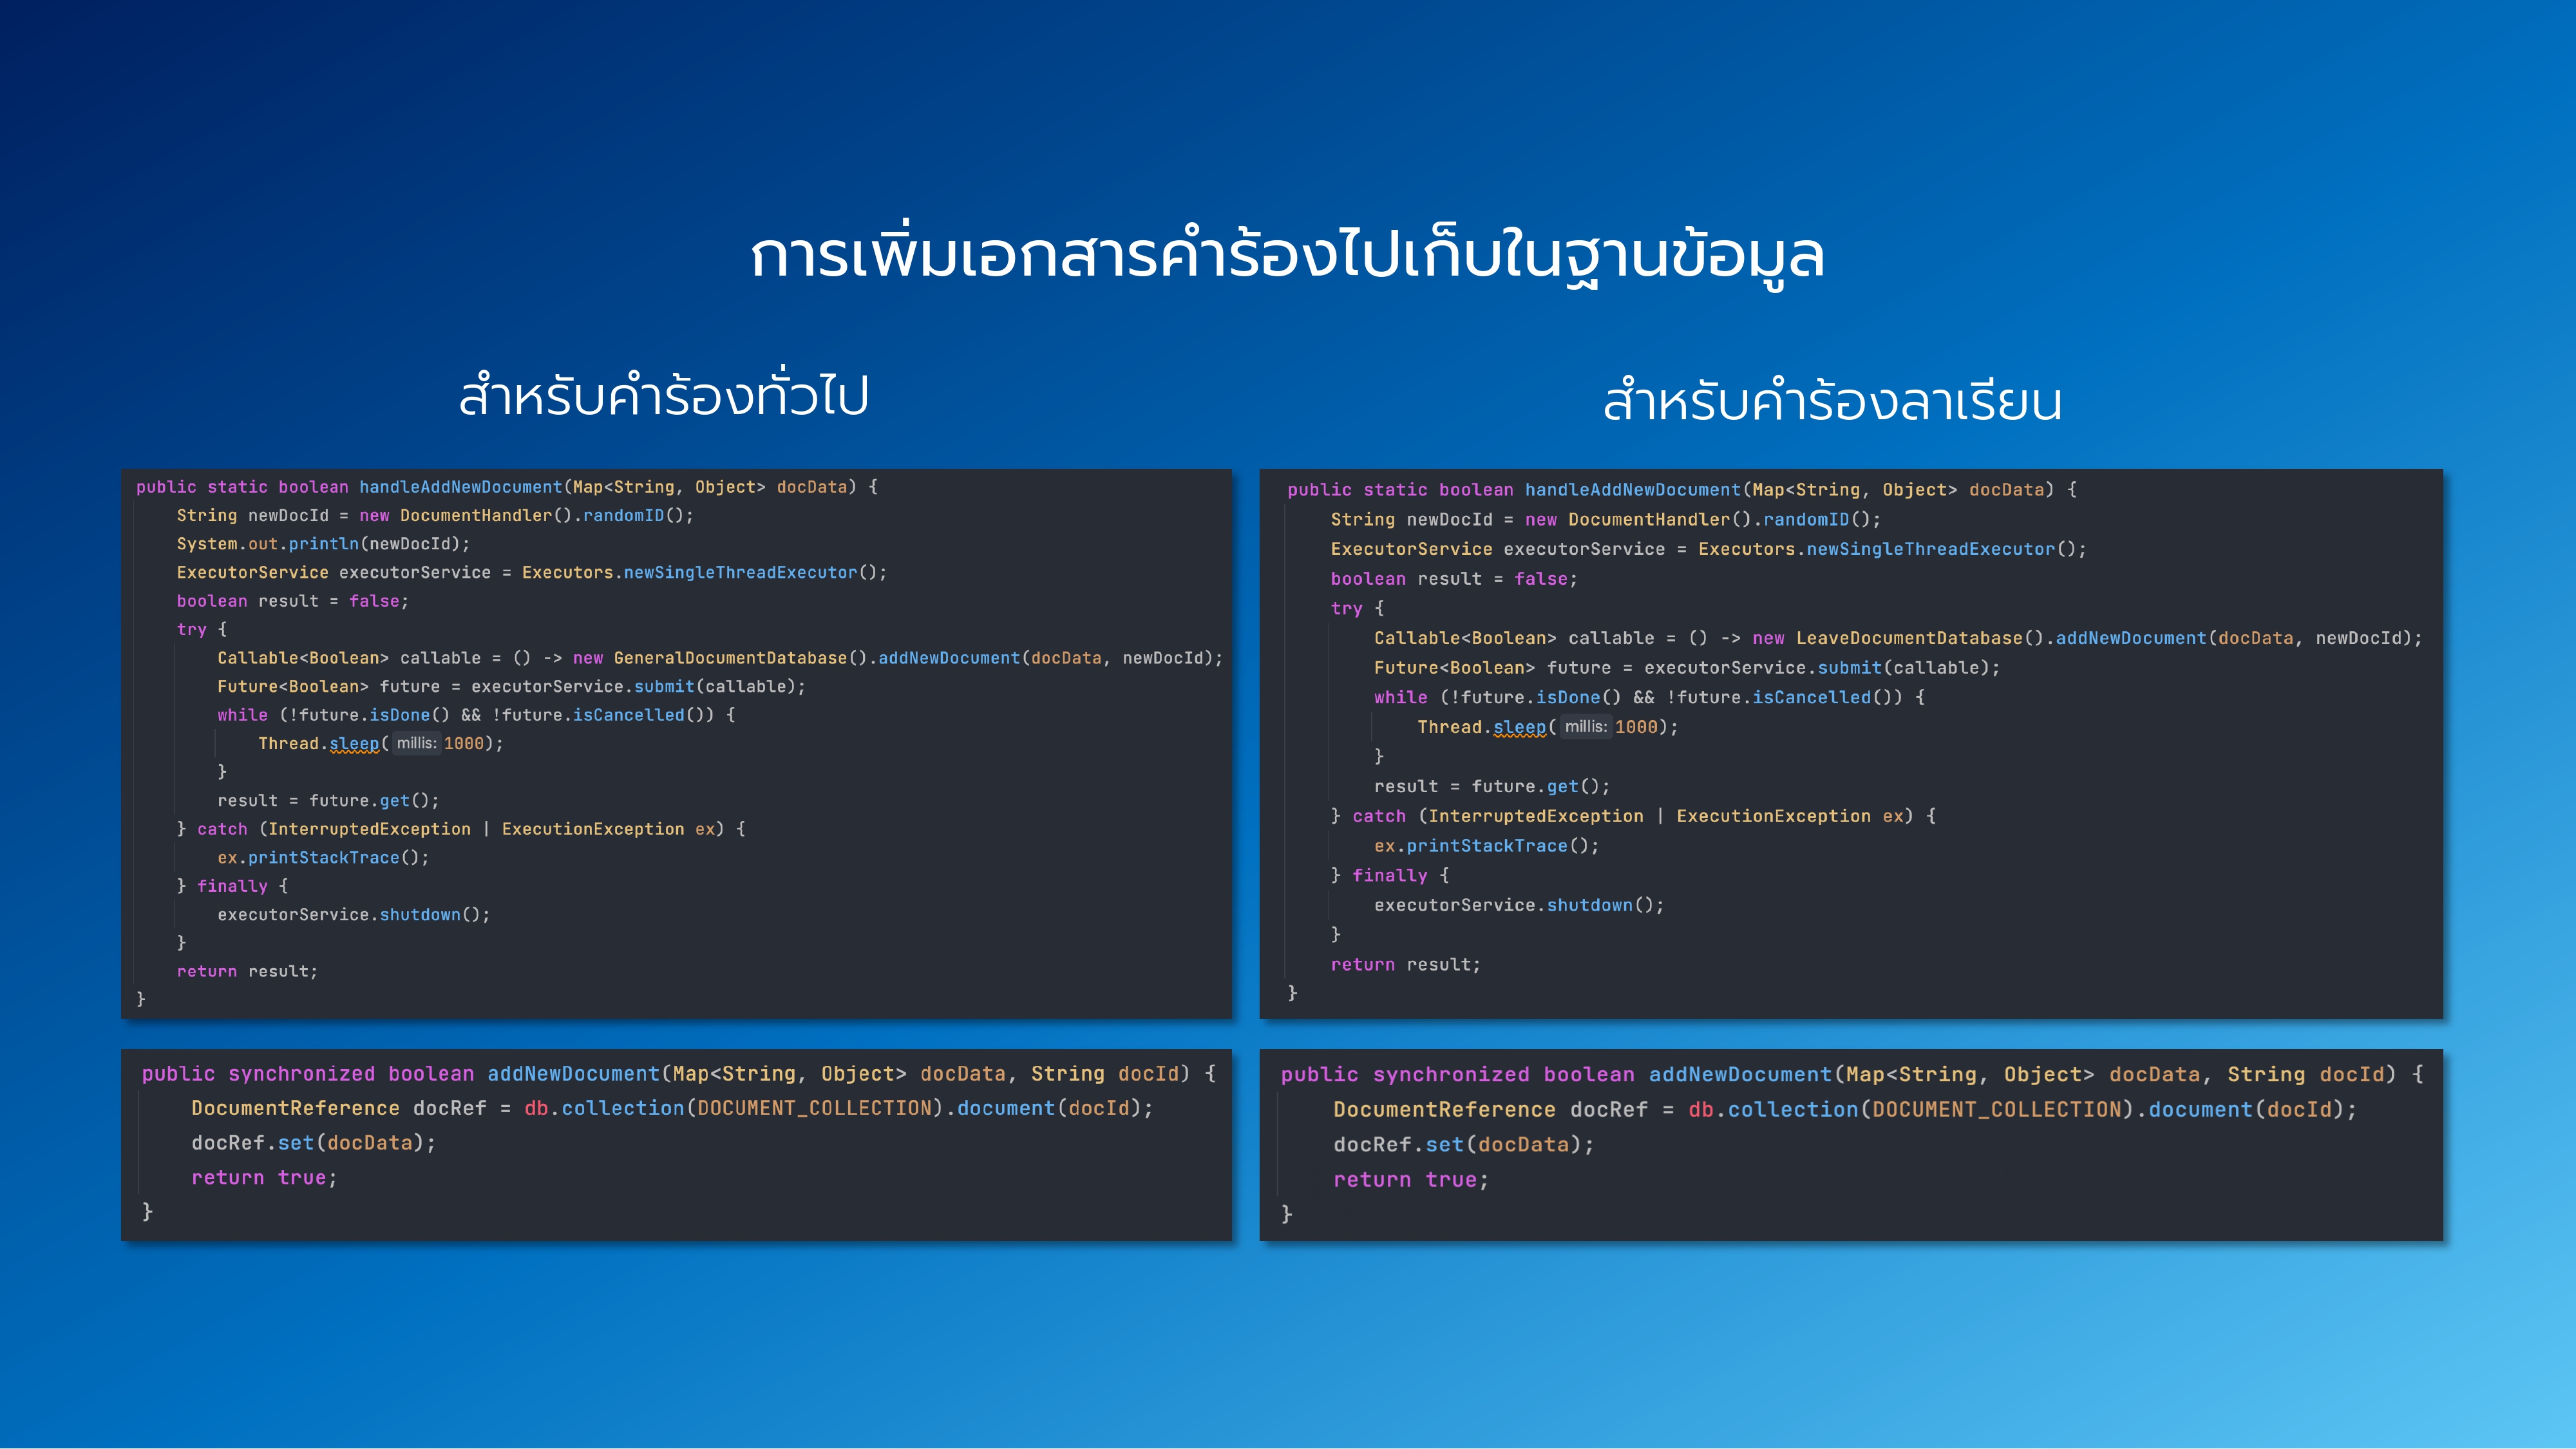 การเพิ่มเอกสารคำร้องไปเก็บในฐานข้อมูล
สำหรับคำร้องทั่วไป
public static boolean handleAddNewDocument(Map<String, Object> docData) {
String newDocId = new DocumentHandler().randomID();
System.out.println(newDocId);
ExecutorService executorService = Executors.newSingleThreadExecutor();
boolean result = false;
try {
Callable<Boolean> callable = () -> new GeneralDocumentDatabase().addNewDocument(docData, newDocId);
Future<Boolean> future = executorService.submit(callable);
while (!future.isDone() && !future.isCancelled()) {
Thread.sleep( millis: 1000);
}
result = future.get();
} catch (InterruptedException | ExecutionException ex) {
ex.printStackTrace();
} finally {
executorService.shutdown();
}
return result;
}
public synchronized boolean addNewDocument(Map<String, Object> docData, String docId) {
DocumentReference docRef = db.collection(DOCUMENT_COLLECTION).document(docId);
docRef.set(docData);
return true;
}
สำหรับคำร้องลาเรียน
public static boolean handleAddNewDocument(Map<String, Object> docData) {
String newDocId = new DocumentHandler().randomID();
ExecutorService executorService = Executors.newSingleThreadExecutor();
boolean result = false;
try {
Callable<Boolean> callable = () -> new LeaveDocumentDatabase().addNewDocument(docData, newDocId);
Future<Boolean> future = executorService.submit(callable);
while (!future.isDone() && !future.isCancelled()) {
Thread.sleep( millis: 1000);
}
result = future.get();
} catch (InterruptedException | ExecutionException ex) {
ex.printStackTrace();
} finally {
executorService.shutdown();
}
return result;
}
public synchronized boolean addNewDocument(Map<String, Object> docData, String docId) {
DocumentReference docRef = db.collection(DOCUMENT_COLLECTION).document(docId);
docRef.set(docData);
return true;
}